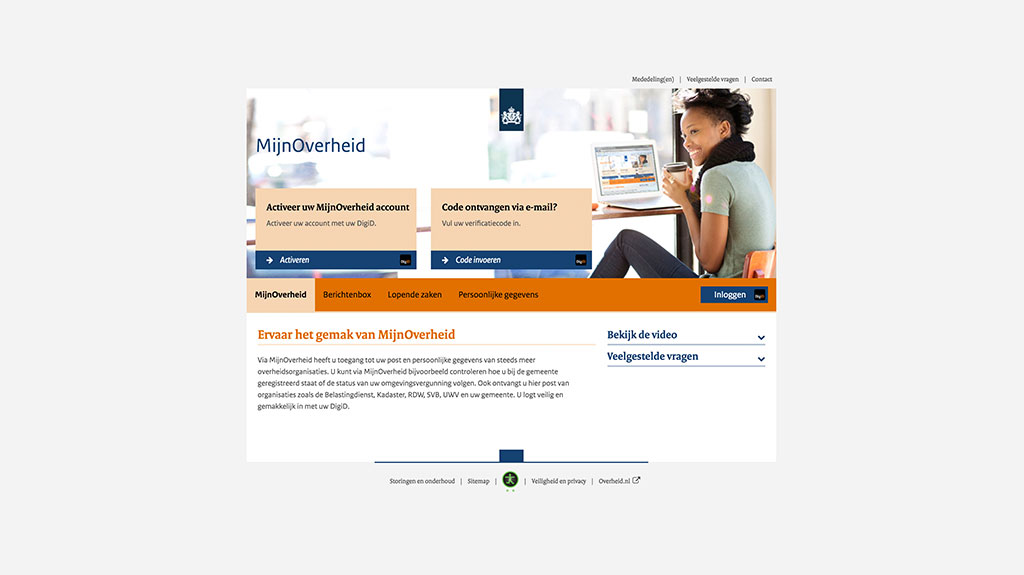 Mededeling(en) | Veelgestelde vragen | Contact
MijnOverheid
Activeer uw MijnOverheid account
Activeer uw account met uw DigiD.
Activeren
DigiD
Code ontvangen via e-mail?
Vul uw verificatiecode in.
Code invoeren
DigiD
MijnOverheid Berichtenbox Lopende zaken Persoonlijke gegevens Inloggen DigiD
Ervaar het gemak van MijnOverheid
Via MijnOverheid heeft u toegang tot uw post en persoonlijke gegevens van steeds meer
overheidsorganisaties. U kunt via MijnOverheid bijvoorbeeld controleren hoe u bij de gemeente
geregistreerd staat of de status van uw omgevingsvergunning volgen. Ook ontvangt u hier post van
organisaties zoals de Belastingdienst, Kadaster, RDW, SVB, UWV en uw gemeente. U logt veilig en
gemakkelijk in met uw DigiD.
Bekijk de video
Veelgestelde vragen
Storingen en onderhoud | Sitemap | | Veiligheid en privacy | Overheid.nl